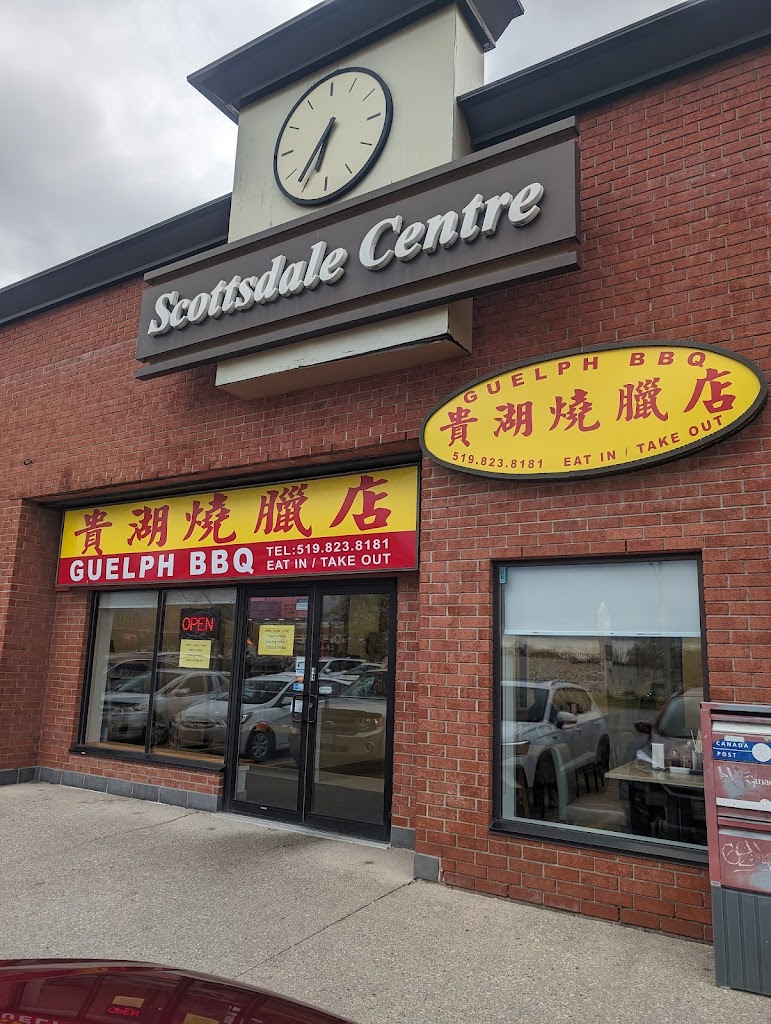 Scottsdale Centre
GUELPH BBQ
貴湖燒臘店
519.823.8181 EAT IN / TAKE OUT
貴湖燒臘店
GUELPH BBQ
TEL:519.823.8181
EAT IN / TAKE OUT
OPEN
CANADA
POST